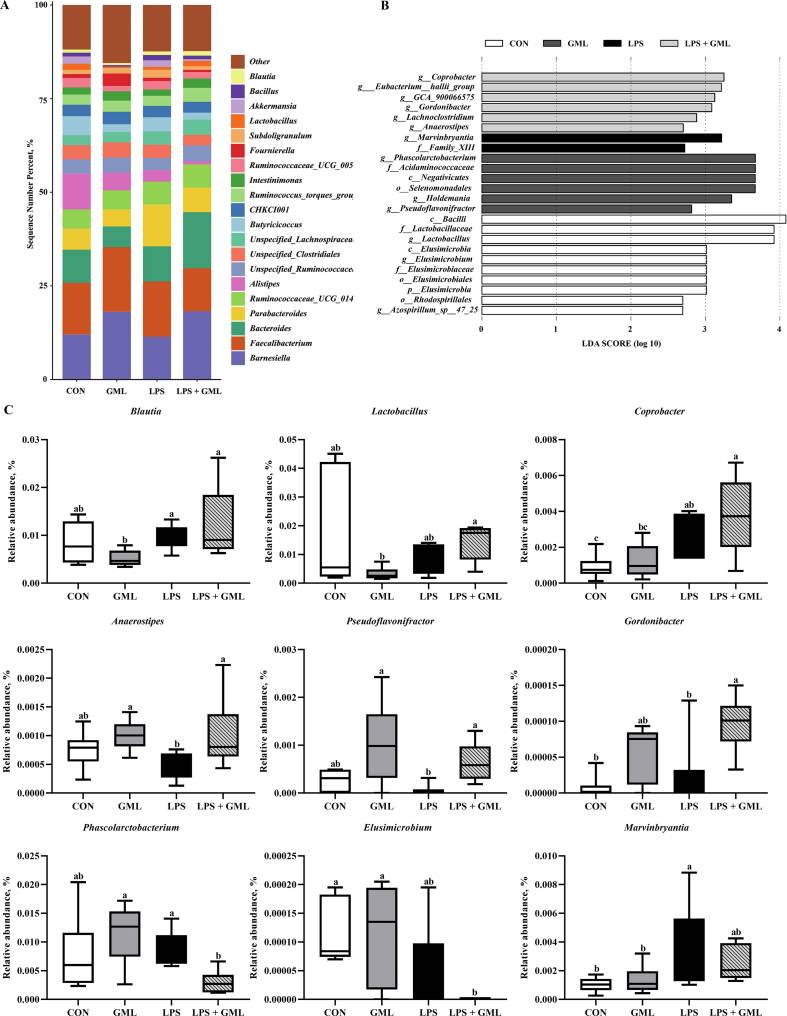 A
100
75
50
25
0
Sequence Number Percent, %
CON
GML
LPS
LPS + GML
Other
Blautia
Bacillus
Akkermansia
Lactobacillus
Subdoligranulum
Fournierella
Ruminococcaceae_UCG_005
Intestinimonas
Ruminococcus_torques_grou
CHKCI001
Butyricicoccus
Unspecified_Lachnospiracea
Unspecified_Clostridiales
Unspecified_Ruminococcace
Alistipes
Ruminococcaceae_UCG_014
Parabacteroides
Bacteroides
Faecalibacterium
Barnesiella
B
CON
GML
LPS
LPS + GML
g__Coprobacter
g___Eubacterium__hallii_group
g__GCA_900066575
g__Gordonibacter
g__Lachnoclostridium
g__Anaerostipes
g__Marvinbryantia
f__Family_XIII
g__Phascolarctobacterium
f__Acidaminococcaceae
c__Negativicutes
o__Selenomonadales
g__Holdemania
g__Pseudoflavonifractor
c__Bacilli
f__Lactobacillaceae
g__Lactobacillus
c__Elusimicrobia
g__Elusimicrobium
f__Elusimicrobiaceae
o__Elusimicrobiales
p__Elusimicrobia
o__Rhodospirillales
g__Azospirillum_sp__47_25
0 1 2 3 4
LDA SCORE (log 10)
C
Blautia
Relative abundance, %
0.03
0.02
0.01
0.00
ab
b
a
a
CON GML LPS LPS + GML
Lactobacillus
Relative abundance, %
0.05
0.04
0.03
0.02
0.01
0.00
ab
b
ab
a
CON GML LPS LPS + GML
Coprobacter
Relative abundance, %
0.008
0.006
0.004
0.002
0.000
c
bc
ab
a
CON GML LPS LPS + GML
Anaerostipes
Relative abundance, %
0.0025
0.0020
0.0015
0.0010
0.0005
0.0000
ab
a
b
a
CON GML LPS LPS + GML
Pseudoflavonifractor
Relative abundance, %
0.003
0.002
0.001
0.000
ab
a
b
a
CON GML LPS LPS + GML
Gordonibacter
Relative abundance, %
0.00020
0.00015
0.00010
0.00005
0.00000
b
ab
b
a
CON GML LPS LPS + GML
Phascolarctobacterium
Relative abundance, %
0.025
0.020
0.015
0.010
0.005
0.000
ab
a
a
b
CON GML LPS LPS + GML
Elusimicrobium
Relative abundance, %
0.00025
0.00020
0.00015
0.00010
0.00005
0.00000
a
a
ab
b
CON GML LPS LPS + GML
Marvinbryantia
Relative abundance, %
0.010
0.008
0.006
0.004
0.002
0.000
b
b
a
ab
CON GML LPS LPS + GML